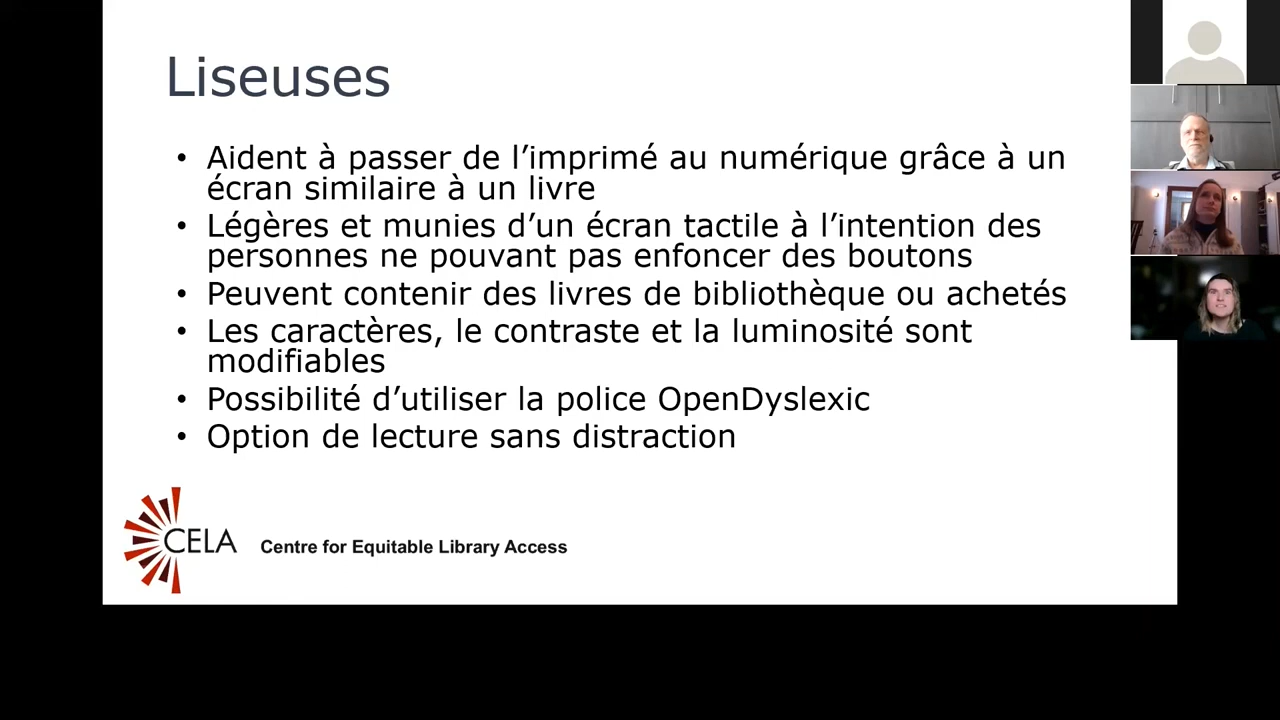 Liseuses
• Aident à passer de l’imprimé au numérique grâce à un
écran similaire à un livre
• Légères et munies d’un écran tactile à l’intention des
personnes ne pouvant pas enfoncer des boutons
• Peuvent contenir des livres de bibliothèque ou achetés
• Les caractères, le contraste et la luminosité sont
modifiables
• Possibilité d’utiliser la police OpenDyslexic
• Option de lecture sans distraction
CELA
Centre for Equitable Library Access